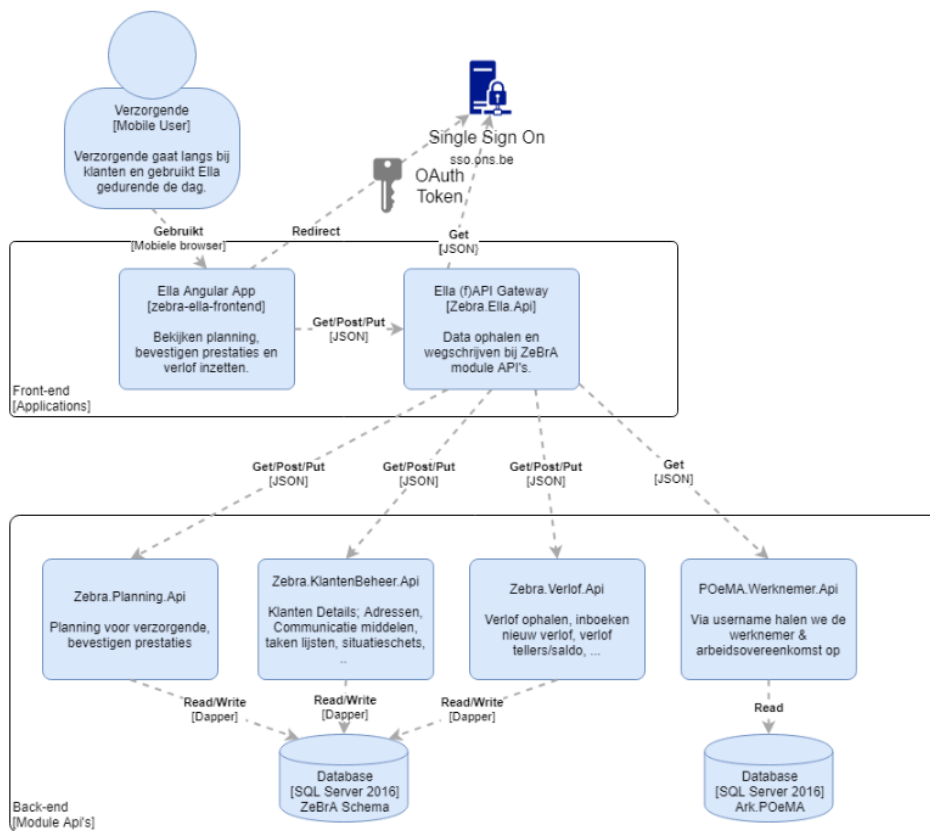 Verzorgende
[Mobile User]
Verzorgende gaat langs bij
klanten en gebruikt Ella
gedurende de dag.
Single Sign On
sso.ons.be
OAuth
Token
Gebruikt
[Mobiele browser]
Redirect
Get
[JSON}
Ella Angular App
[zebra-ella-frontend]
Bekijken planning,
bevestigen prestaties en
verlof inzetten.
Get/Post/Put
[JSON]
Ella (f)API Gateway
[Zebra.Ella.Api]
Data ophalen en
wegschrijven bij ZeBrA
module API's.
Front-end
[Applications]
Get/Post/Put
[JSON]
Get/Post/Put
[JSON]
Get/Post/Put
[JSON]
Get
[JSON]
Zebra.Planning.Api
Planning voor verzorgende,
bevestigen prestaties
Zebra.KlantenBeheer.Api
Klanten Details; Adressen,
Communicatie middelen,
taken lijsten, situatieschets,
..
Zebra.Verlof.Api
Verlof ophalen, inboeken
nieuw verlof, verlof
tellers/saldo, ...
POeMA.Werknemer.Api
Via username halen we de
werknemer &
arbeidsovereenkomst op
Read/Write
[Dapper]
Read/Write
[Dapper]
Read/Write
[Dapper]
Read
Database
[SQL Server 2016]
ZeBrA Schema
Database
[SQL Server 2016]
Ark.POeMA
Back-end
[Module Api's]